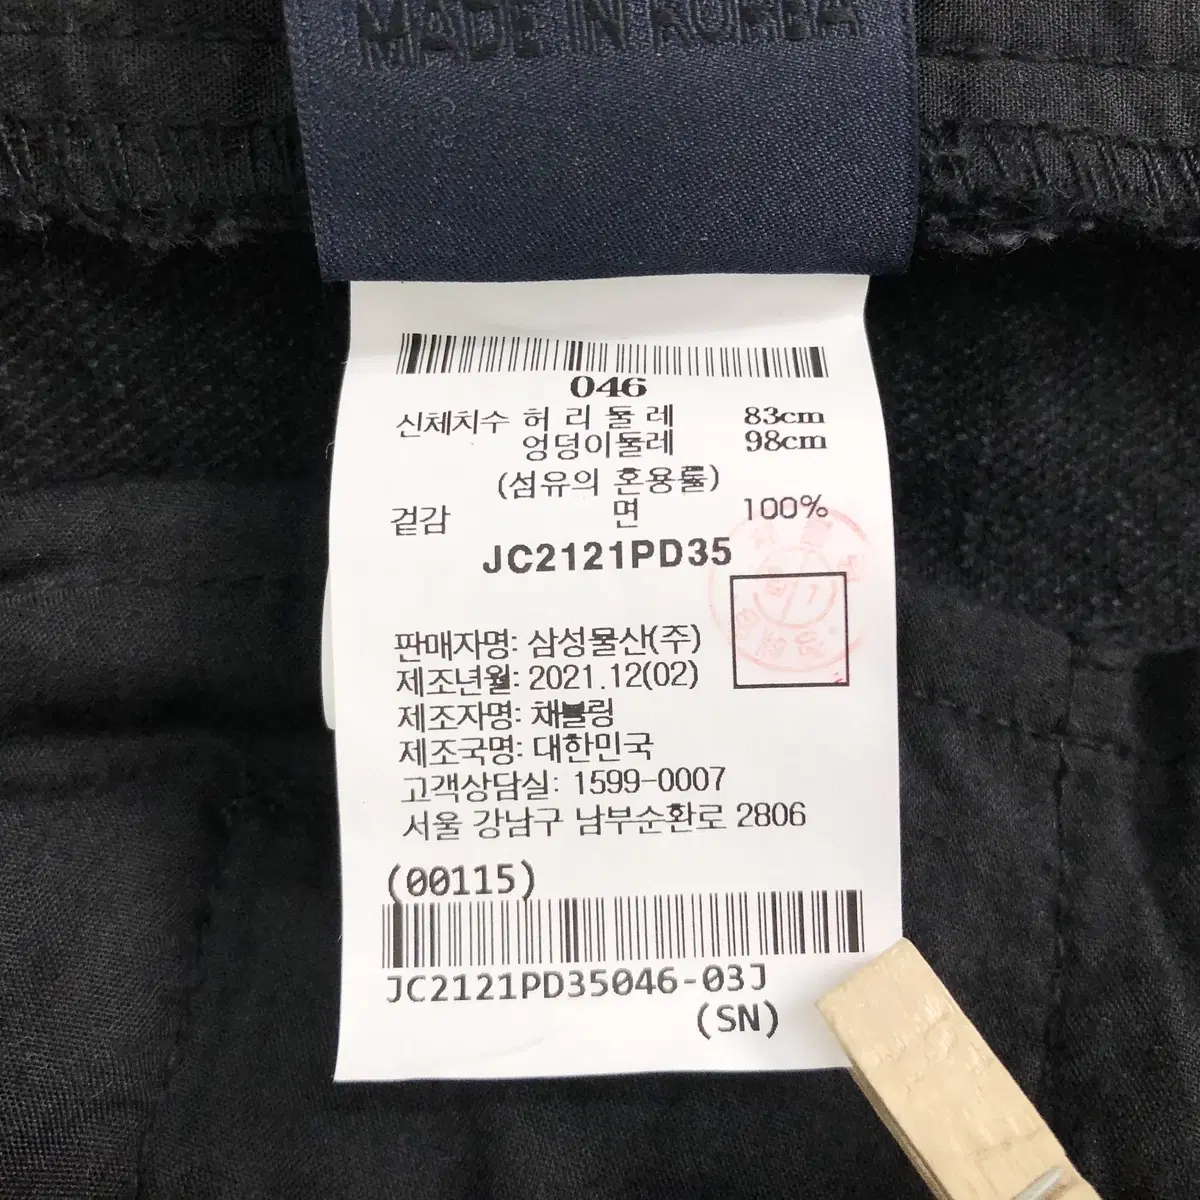 MADE IN KOREA
046
신체치수 허 리 둘 레 83cm
엉덩이둘레 98cm
(섬유의 혼용률)
겉감 면 100%
JC2121PD35
판매자명: 삼성물산(주)
제조년월: 2021.12(02)
제조자명: 채블링
제조국명: 대한민국
고객상담실: 1599-0007
서울 강남구 남부순환로 2806
(00115)
JC2121PD35046-03J
(SN)